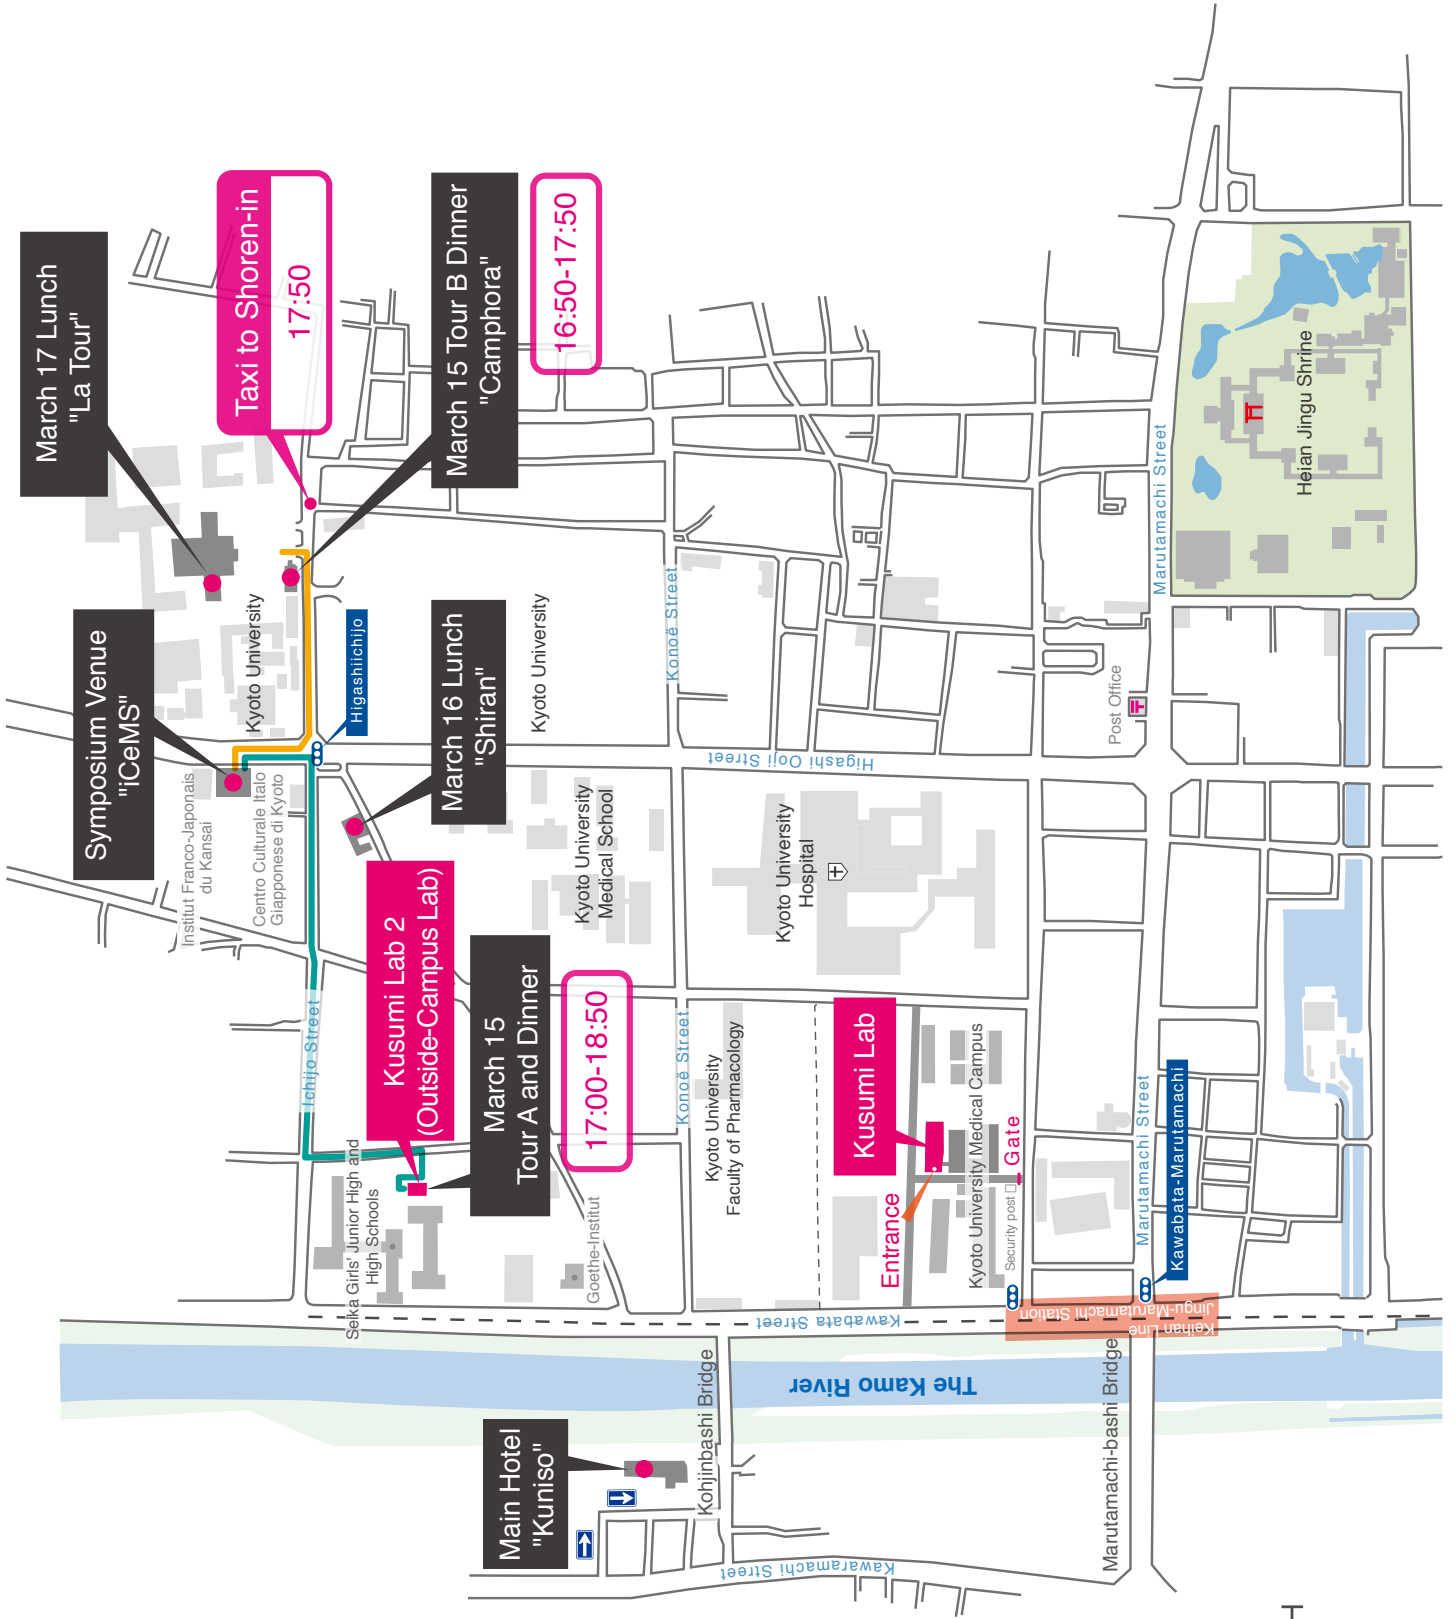 March 17 Lunch
"La Tour"
Taxi to Shoren-in
17:50
March 15 Tour B Dinner
"Camphora"
16:50-17:50
Symposium Venue
"iCeMS"
Kyoto University
Higashiichijo
March 16 Lunch
"Shiran"
Kyoto University
Konoë Street
Institut Franco-Japonais
du Kansai
Centro Culturale Italo
Giapponese di Kyoto
Higashi Ooji Street
Kyoto University
Medical School
Kyoto University
Hospital
Post Office
Marutamachi Street
Heian Jingu Shrine
Ichijo Street
Kusumi Lab 2
(Outside-Campus Lab)
March 15
Tour A and Dinner
17:00-18:50
Konoë Street
Kyoto University
Faculty of Pharmacology
Kusumi Lab
Entrance
Kyoto University Medical Campus
Security post
Gate
Marutamachi Street
Kawabata-Marutamachi
Seika Girls' Junior High and
High Schools
Goethe-Institut
Kawabata Street
Keihan Line
Jingu-Marutamachi Station
The Kamo River
Kohjinbashi Bridge
Marutamachi-bashi Bridge
Main Hotel
"Kuniso"
Kawaramachi Street